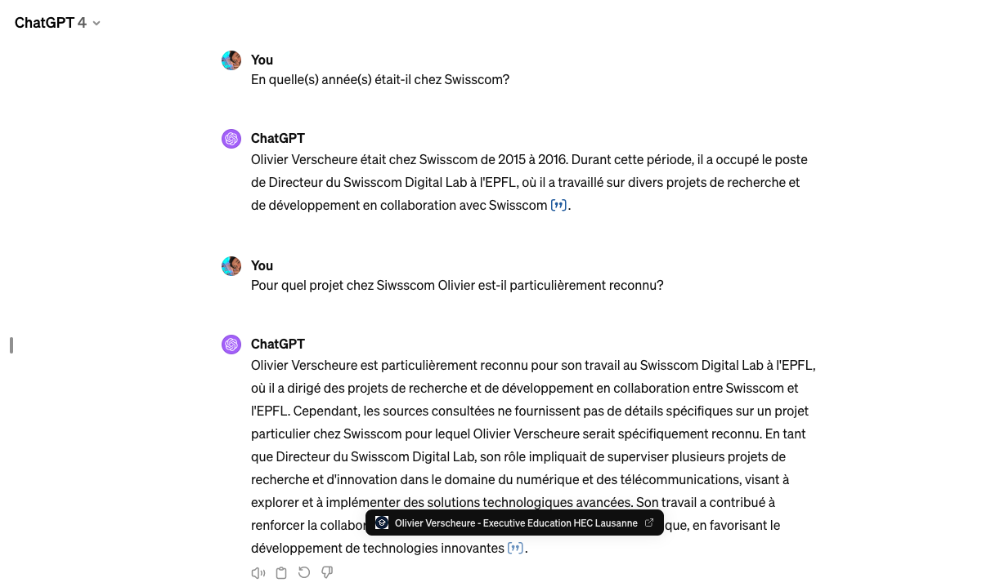 ChatGPT 4
You
En quelle(s) année(s) était-il chez Swisscom?
ChatGPT
Olivier Verscheure était chez Swisscom de 2015 à 2016. Durant cette période, il a occupé le poste
de Directeur du Swisscom Digital Lab à l'EPFL, où il a travaillé sur divers projets de recherche et
de développement en collaboration avec Swisscom [”].
You
Pour quel projet chez Siwsscom Olivier est-il particulièrement reconnu?
ChatGPT
Olivier Verscheure est particulièrement reconnu pour son travail au Swisscom Digital Lab à l'EPFL,
où il a dirigé des projets de recherche et de développement en collaboration entre Swisscom et
l'EPFL. Cependant, les sources consultées ne fournissent pas de détails spécifiques sur un projet
particulier chez Swisscom pour lequel Olivier Verscheure serait spécifiquement reconnu. En tant
que Directeur du Swisscom Digital Lab, son rôle impliquait de superviser plusieurs projets de
recherche et d'innovation dans le domaine du numérique et des télécommunications, visant à
explorer et à implémenter des solutions technologiques avancées. Son travail a contribué à
renforcer la que, en favorisant le
Olivier Verscheure - Executive Education HEC Lausanne
développement de technologies innovantes [”].